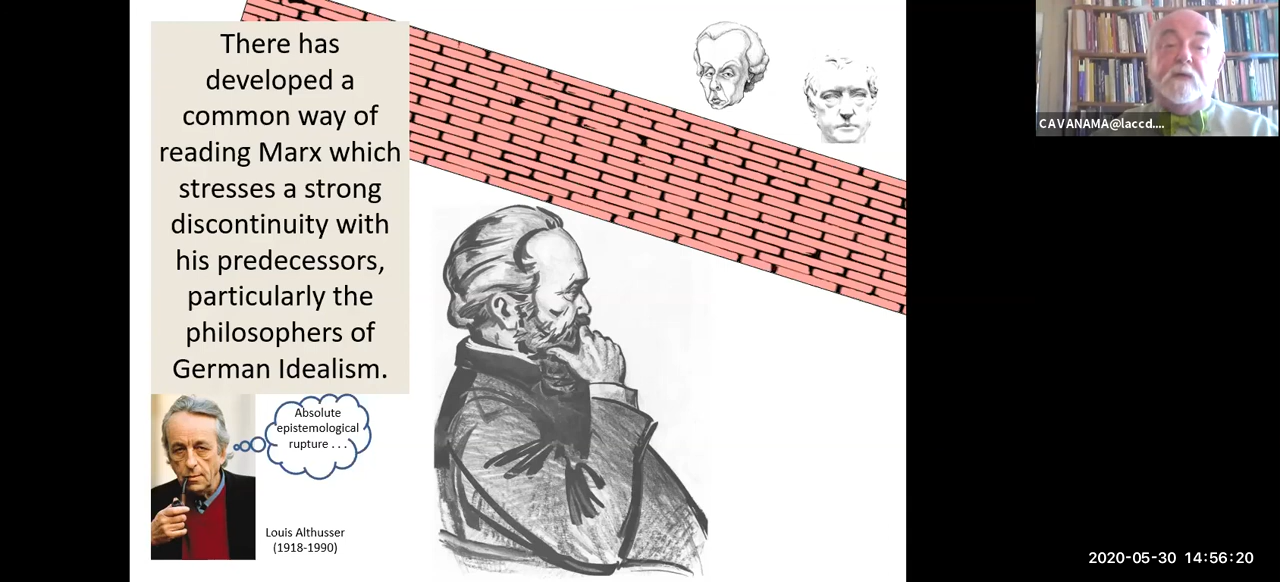 There has
developed a
common way of
reading Marx which
stresses a strong
discontinuity with
his predecessors,
particularly the
philosophers of
German Idealism.
Absolute
epistemological
rupture . . .
Louis Althusser
(1918-1990)
CAVANAMA@laccd....
2020-05-30 14:56:20